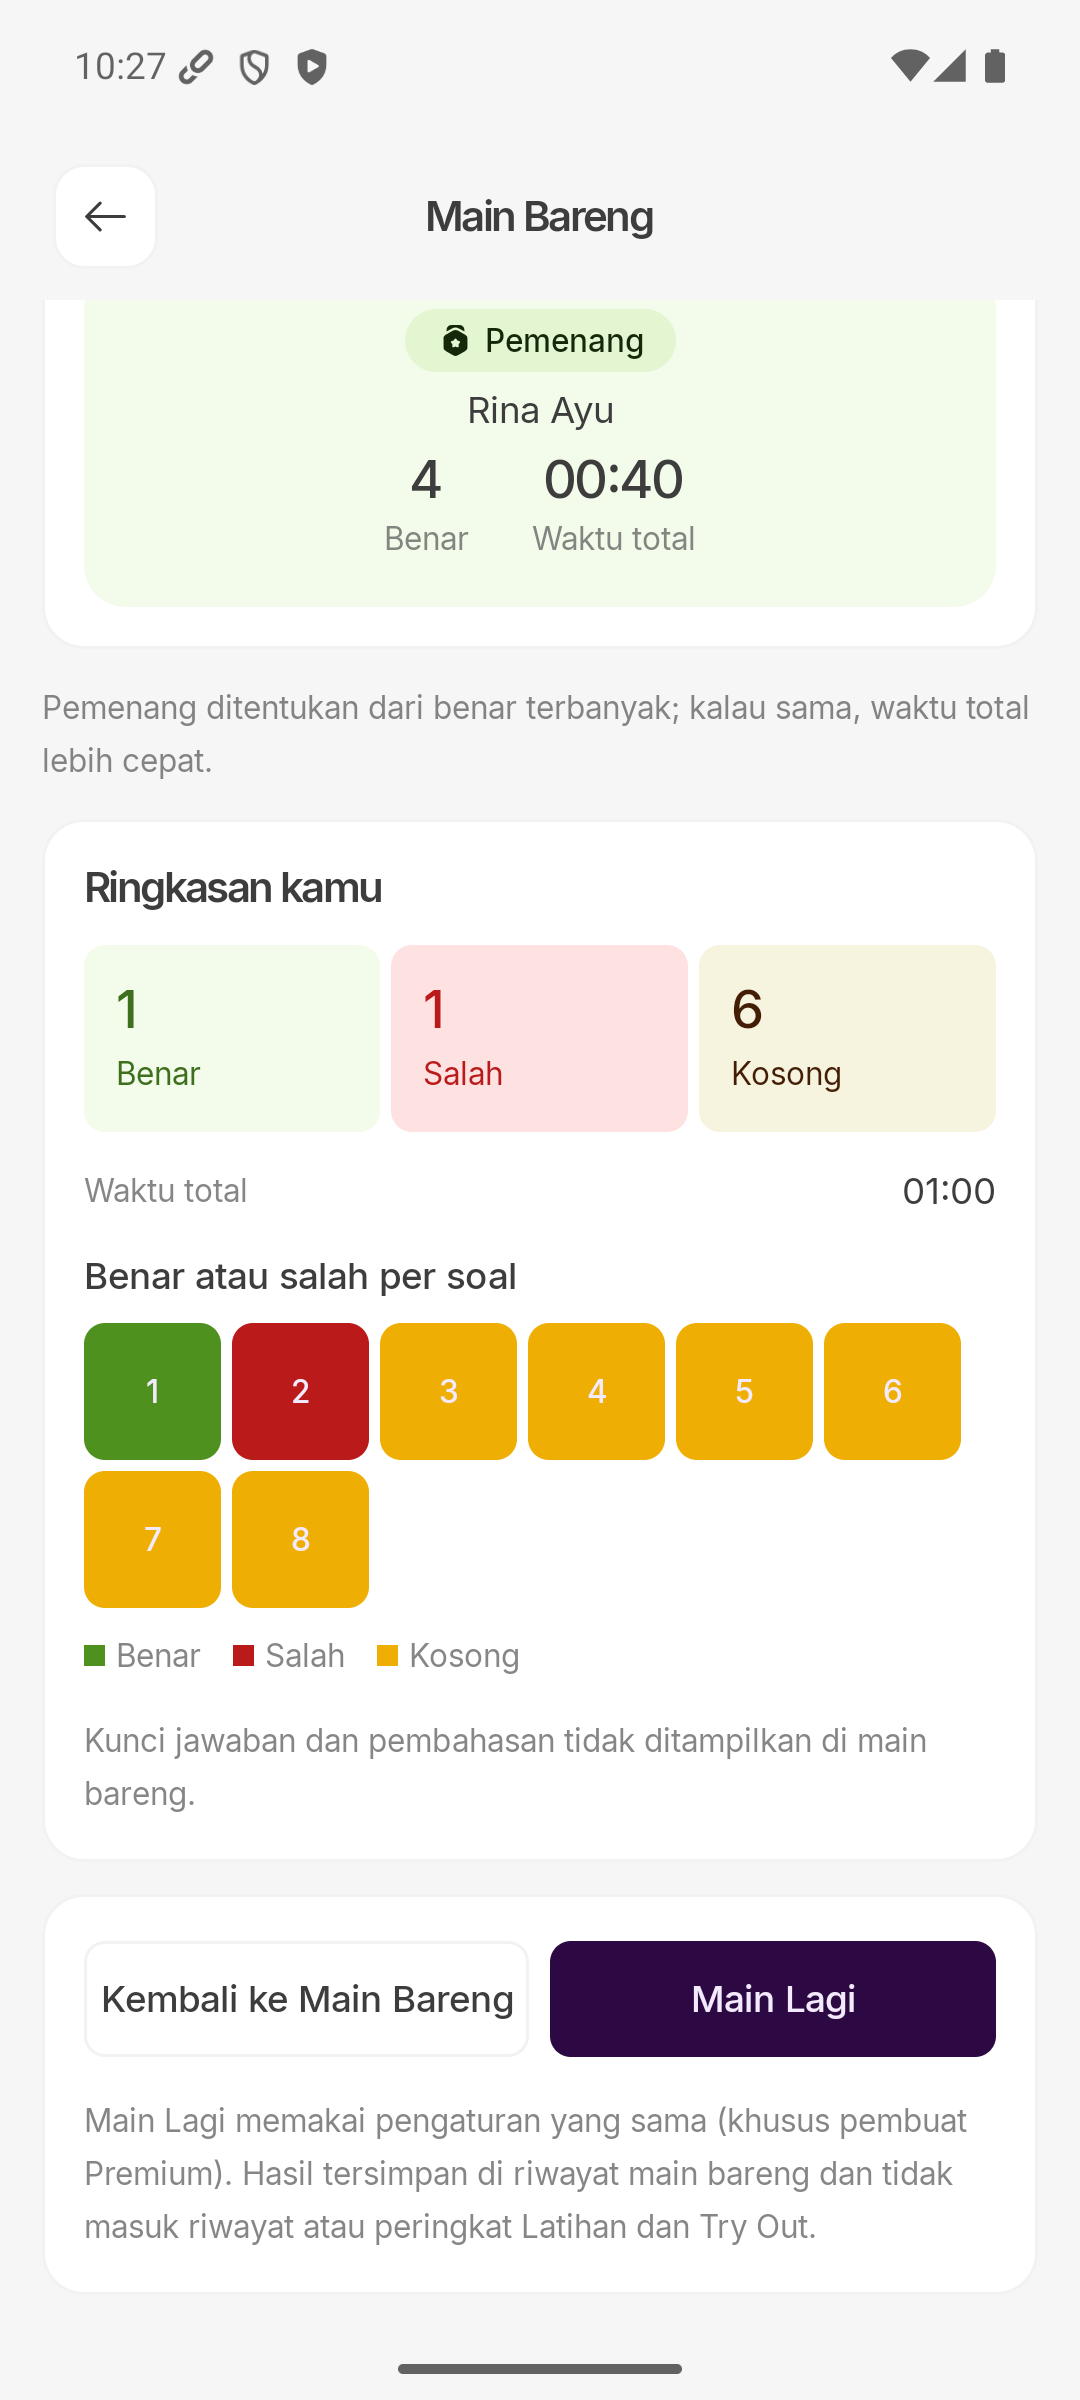 10:27
Main Bareng
Pemenang
Rina Ayu
4 00:40
Benar Waktu total
Pemenang ditentukan dari benar terbanyak; kalau sama, waktu total
lebih cepat.
Ringkasan kamu
1 1 6
Benar Salah Kosong
Waktu total 01:00
Benar atau salah per soal
1 2 3 4 5 6
7 8
Benar Salah Kosong
Kunci jawaban dan pembahasan tidak ditampilkan di main
bareng.
Kembali ke Main Bareng Main Lagi
Main Lagi memakai pengaturan yang sama (khusus pembuat
Premium). Hasil tersimpan di riwayat main bareng dan tidak
masuk riwayat atau peringkat Latihan dan Try Out.